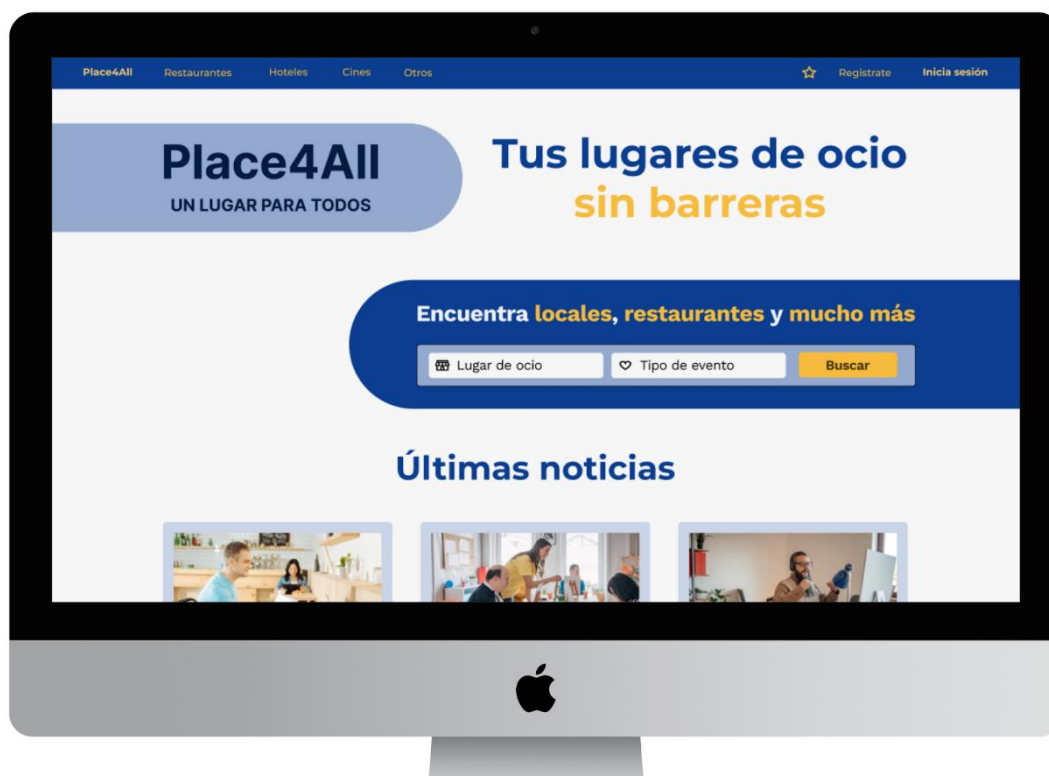 Place4All Restaurantes Hoteles Cines Otros Registrate Inicia sesión
Place4All
UN LUGAR PARA TODOS
Tus lugares de ocio
sin barreras
Encuentra locales, restaurantes y mucho más
Lugar de ocio Tipo de evento Buscar
Últimas noticias